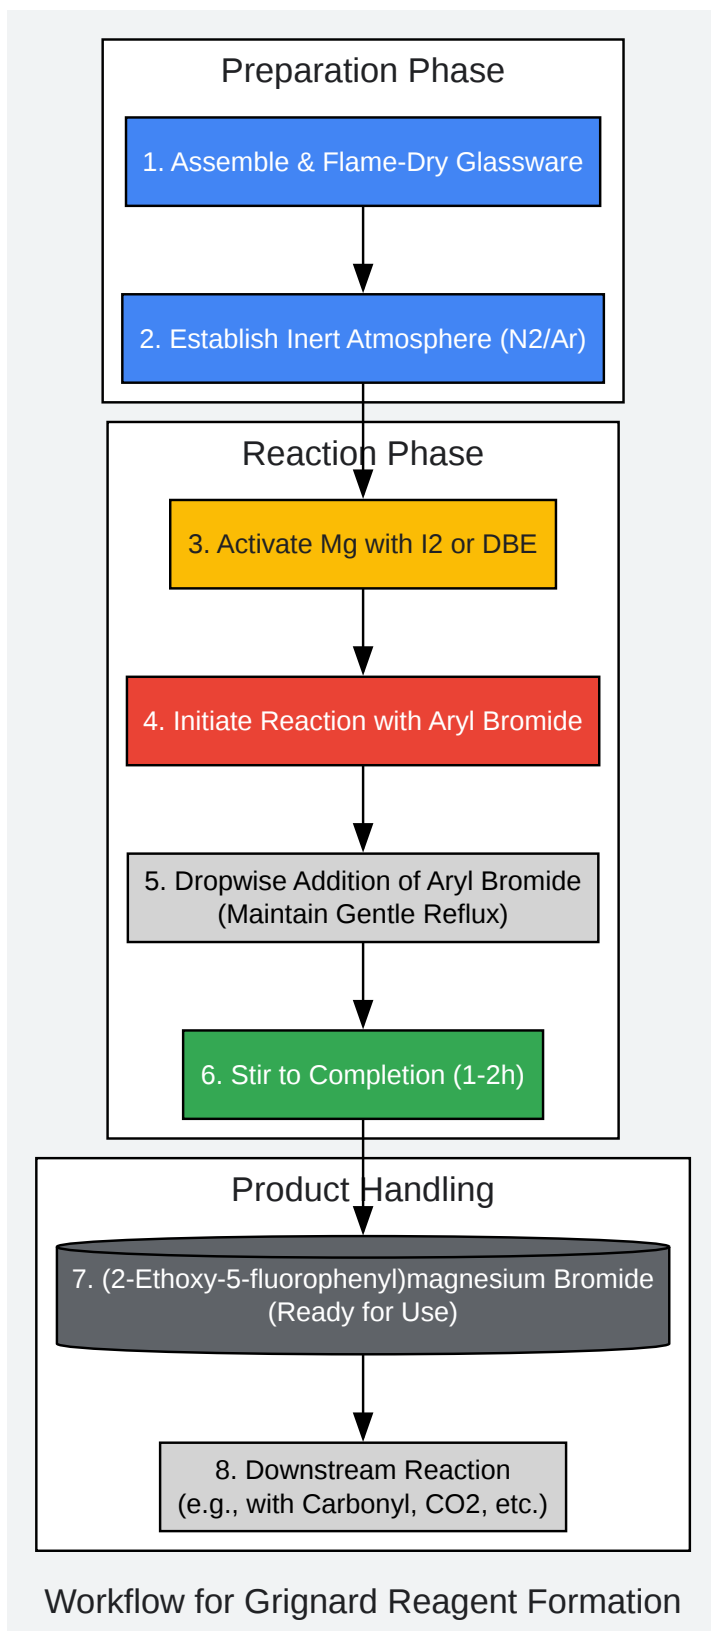 Preparation Phase
1. Assemble & Flame-Dry Glassware
2. Establish Inert Atmosphere (N2/Ar)
Reaction Phase
3. Activate Mg with I2 or DBE
4. Initiate Reaction with Aryl Bromide
5. Dropwise Addition of Aryl Bromide
(Maintain Gentle Reflux)
6. Stir to Completion (1-2h)
Product Handling
7. (2-Ethoxy-5-fluorophenyl)magnesium Bromide
(Ready for Use)
8. Downstream Reaction
(e.g., with Carbonyl, CO2, etc.)
Workflow for Grignard Reagent Formation